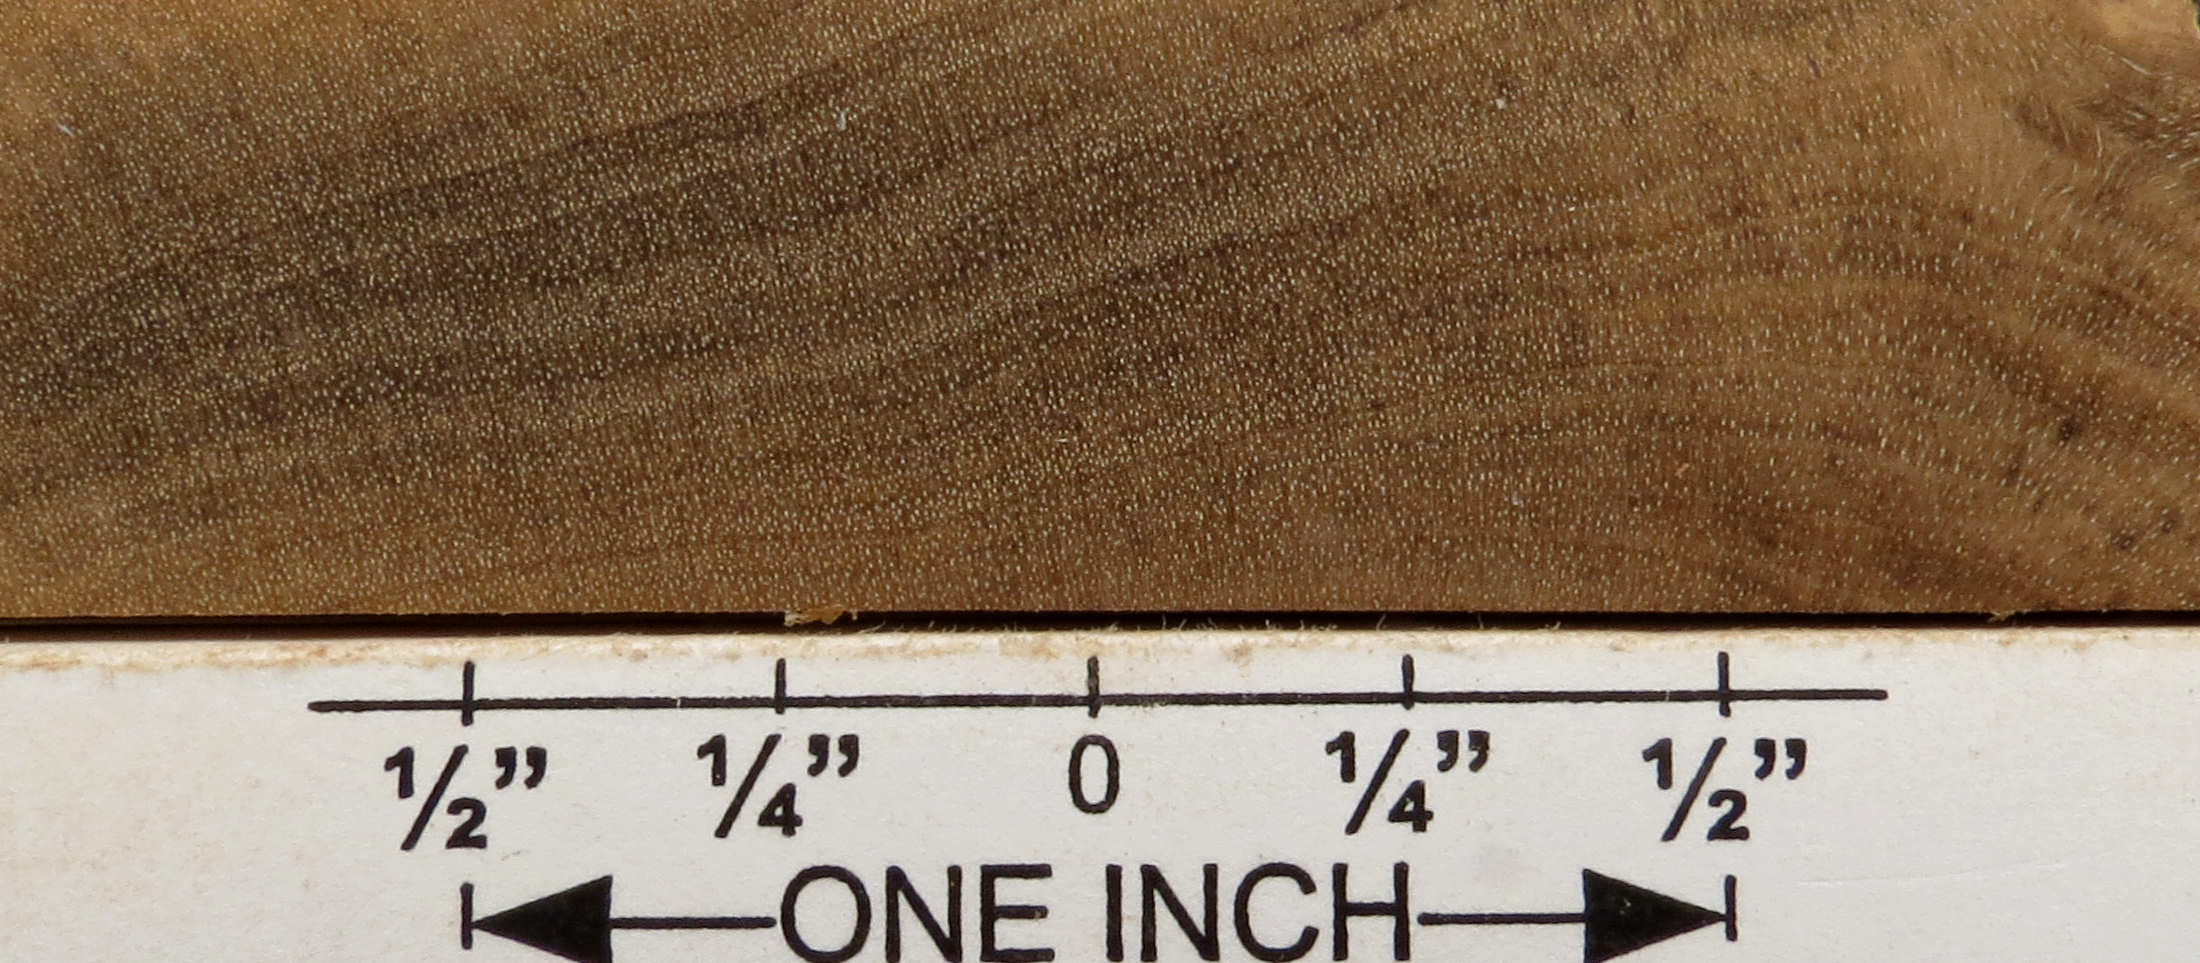 ½” ¼” 0 ¼” ½”
ONE INCH